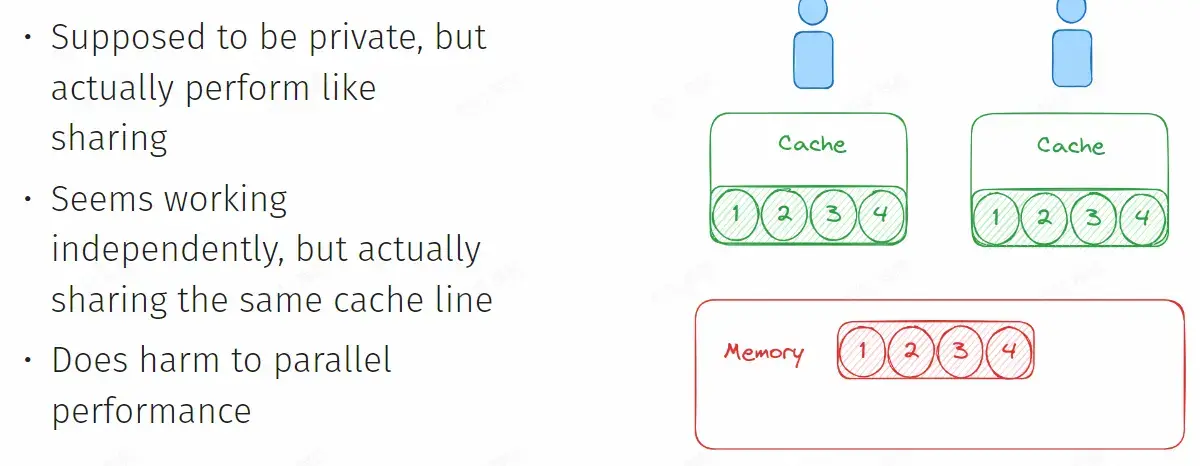 • Supposed to be private, but
actually perform like
sharing
• Seems working
independently, but actually
sharing the same cache line
• Does harm to parallel
performance
Cache
1 2 3 4
Cache
1 2 3 4
Memory 1 2 3 4